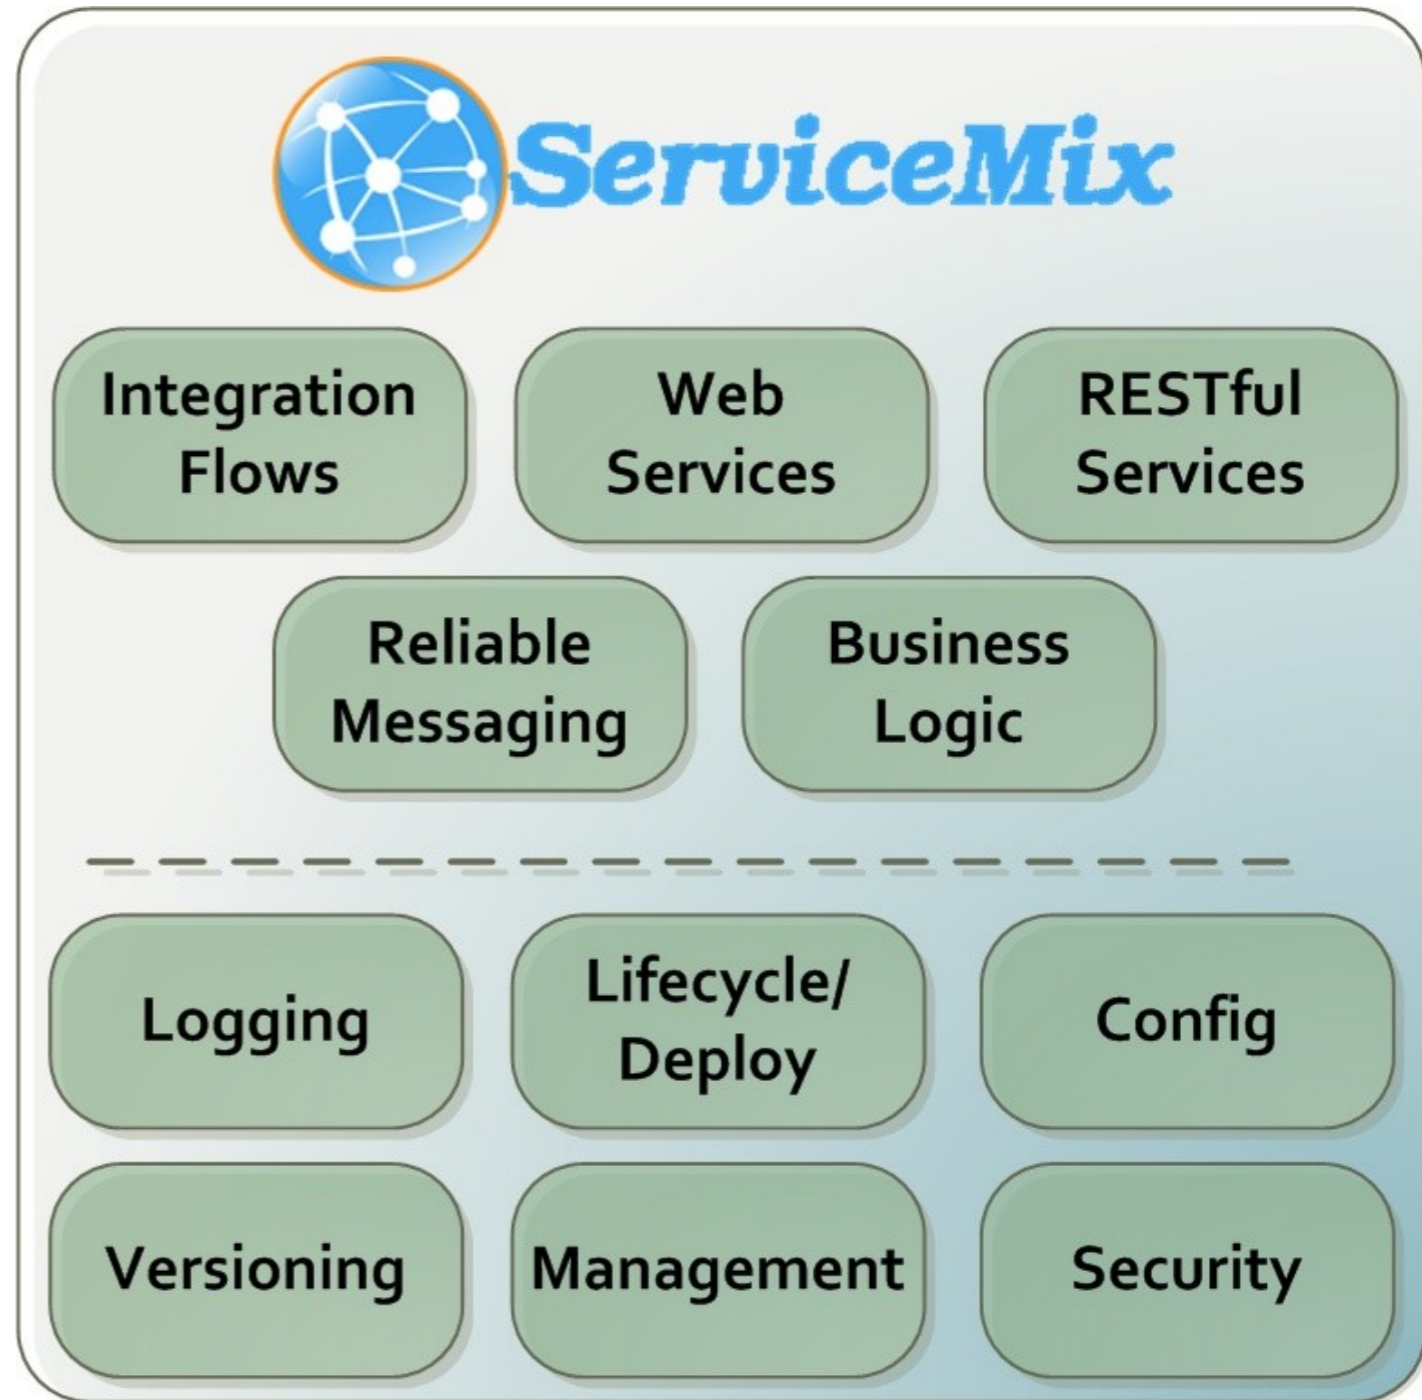 ServiceMix
Integration
Flows
Web
Services
RESTful
Services
Reliable
Messaging
Business
Logic
Logging
Lifecycle/
Deploy
Config
Versioning
Management
Security